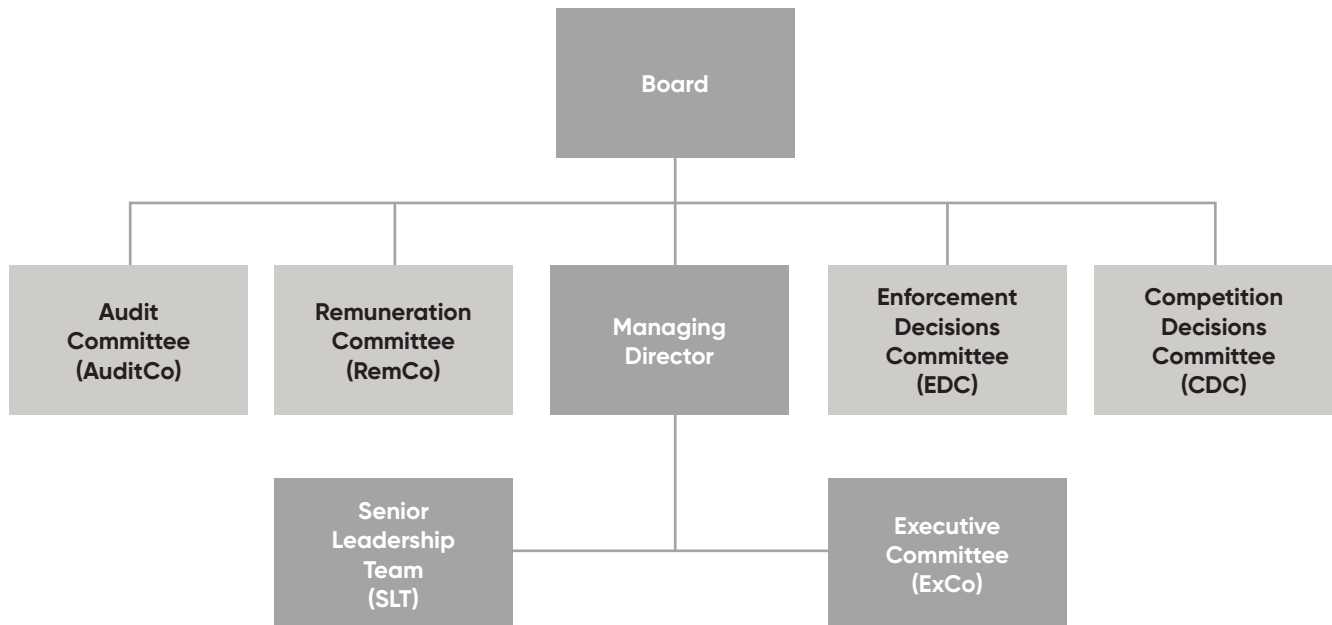 Board
Audit
Committee
(AuditCo)
Remuneration
Committee
(RemCo)
Managing
Director
Enforcement
Decisions
Committee
(EDC)
Competition
Decisions
Committee
(CDC)
Senior
Leadership
Team
(SLT)
Executive
Committee
(ExCo)